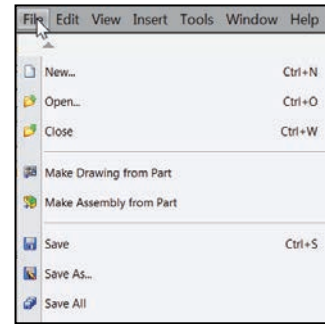 File Edit View Insert Tools Window Help
New... Ctrl+N
Open... Ctrl+O
Close Ctrl+W
Make Drawing from Part
Make Assembly from Part
Save Ctrl+S
Save As...
Save All